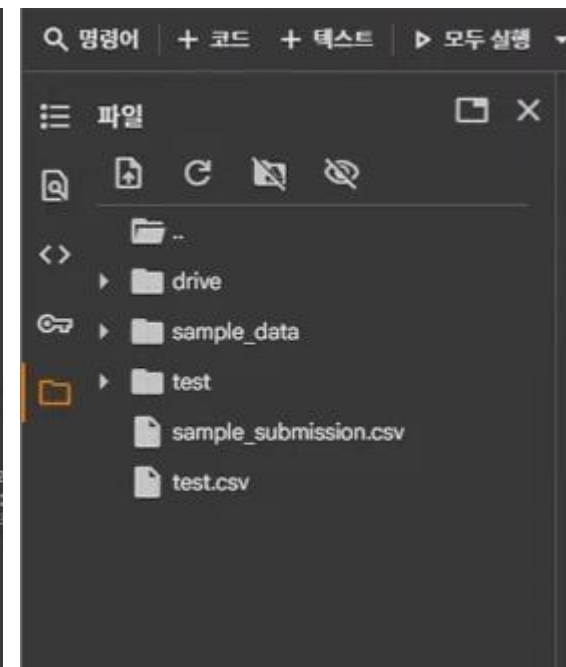 명령어 + 코드 + 텍스트 모두 실행
파일
..
drive
sample_data
test
sample_submission.csv
test.csv